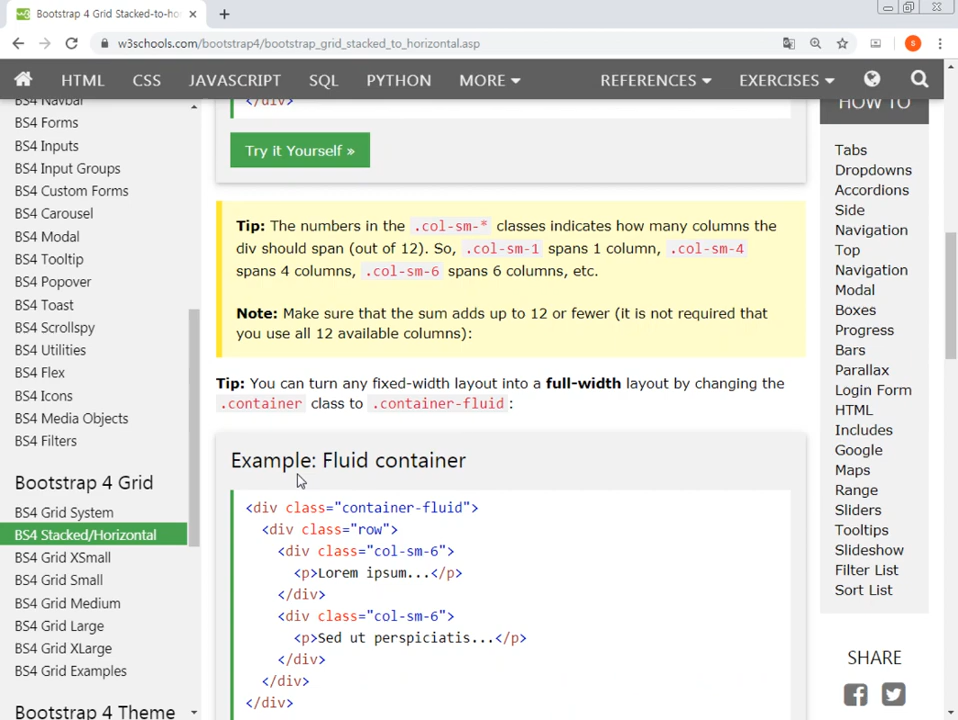 Bootstrap 4 Grid Stacked-to-hor
w3schools.com/bootstrap4/bootstrap_grid_stacked_to_horizontal.asp
S
HTML CSS JAVASCRIPT SQL PYTHON MORE REFERENCES EXERCISES
BS4 Navbar
BS4 Forms
BS4 Inputs
BS4 Input Groups
BS4 Custom Forms
BS4 Carousel
BS4 Modal
BS4 Tooltip
BS4 Popover
BS4 Toast
BS4 Scrollspy
BS4 Utilities
BS4 Flex
BS4 Icons
BS4 Media Objects
BS4 Filters
Bootstrap 4 Grid
BS4 Grid System
BS4 Stacked/Horizontal
BS4 Grid XSmall
BS4 Grid Small
BS4 Grid Medium
BS4 Grid Large
BS4 Grid XLarge
BS4 Grid Examples
Bootstrap 4 Theme
</div>
Try it Yourself »
Tip: The numbers in the .col-sm-* classes indicates how many columns the
div should span (out of 12). So, .col-sm-1 spans 1 column, .col-sm-4
spans 4 columns, .col-sm-6 spans 6 columns, etc.
Note: Make sure that the sum adds up to 12 or fewer (it is not required that
you use all 12 available columns):
Tip: You can turn any fixed-width layout into a full-width layout by changing the
.container class to .container-fluid:
Example: Fluid container
<div class="container-fluid">
<div class="row">
<div class="col-sm-6">
<p>Lorem ipsum...</p>
</div>
<div class="col-sm-6">
<p>Sed ut perspiciatis...</p>
</div>
</div>
</div>
HOW TO
Tabs
Dropdowns
Accordions
Side
Navigation
Top
Navigation
Modal
Boxes
Progress
Bars
Parallax
Login Form
HTML
Includes
Google
Maps
Range
Sliders
Tooltips
Slideshow
Filter List
Sort List
SHARE